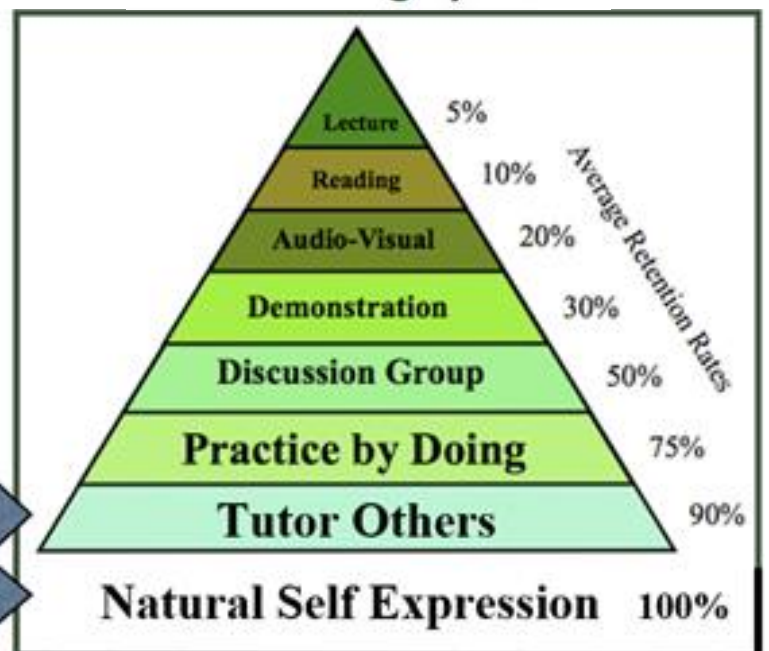 Lecture 5%
Reading 10%
Audio-Visual 20%
Demonstration 30%
Discussion Group 50%
Practice by Doing 75%
Tutor Others 90%
Natural Self Expression 100%
Average Retention Rates